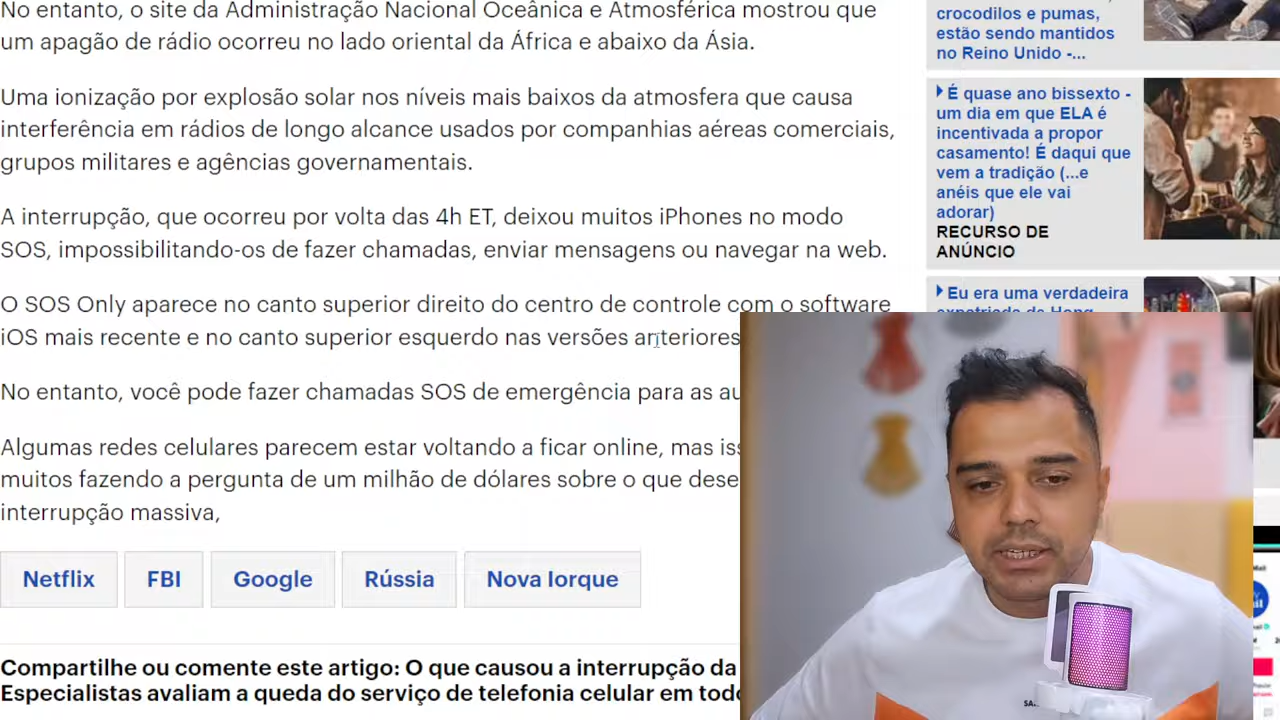 No entanto, o site da Administração Nacional Oceânica e Atmosférica mostrou que
um apagão de rádio ocorreu no lado oriental da África e abaixo da Ásia.
Uma ionização por explosão solar nos níveis mais baixos da atmosfera que causa
interferência em rádios de longo alcance usados por companhias aéreas comerciais,
grupos militares e agências governamentais.
A interrupção, que ocorreu por volta das 4h ET, deixou muitos iPhones no modo
SOS, impossibilitando-os de fazer chamadas, enviar mensagens ou navegar na web.
O SOS Only aparece no canto superior direito do centro de controle com o software
iOS mais recente e no canto superior esquerdo nas versões anteriores
No entanto, você pode fazer chamadas SOS de emergência para as au
Algumas redes celulares parecem estar voltando a ficar online, mas iss
muitos fazendo a pergunta de um milhão de dólares sobre o que dese
interrupção massiva,
Netflix
FBI
Google
Rússia
Nova Iorque
Compartilhe ou comente este artigo: O que causou a interrupção da
Especialistas avaliam a queda do serviço de telefonia celular em todo
crocodilos e pumas,
estão sendo mantidos
no Reino Unido -...
É quase ano bissexto -
um dia em que ELA é
incentivada a propor
casamento! É daqui que
vem a tradição (...e
anéis que ele vai
adorar)
RECURSO DE
ANÚNCIO
Eu era uma verdadeira